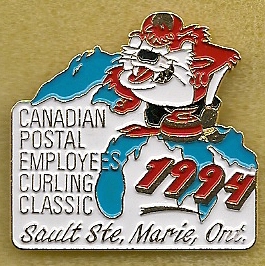 CANADIAN
POSTAL
EMPLOYEES
CURLING
CLASSIC
1994
Sault Ste, Marie, Ont.